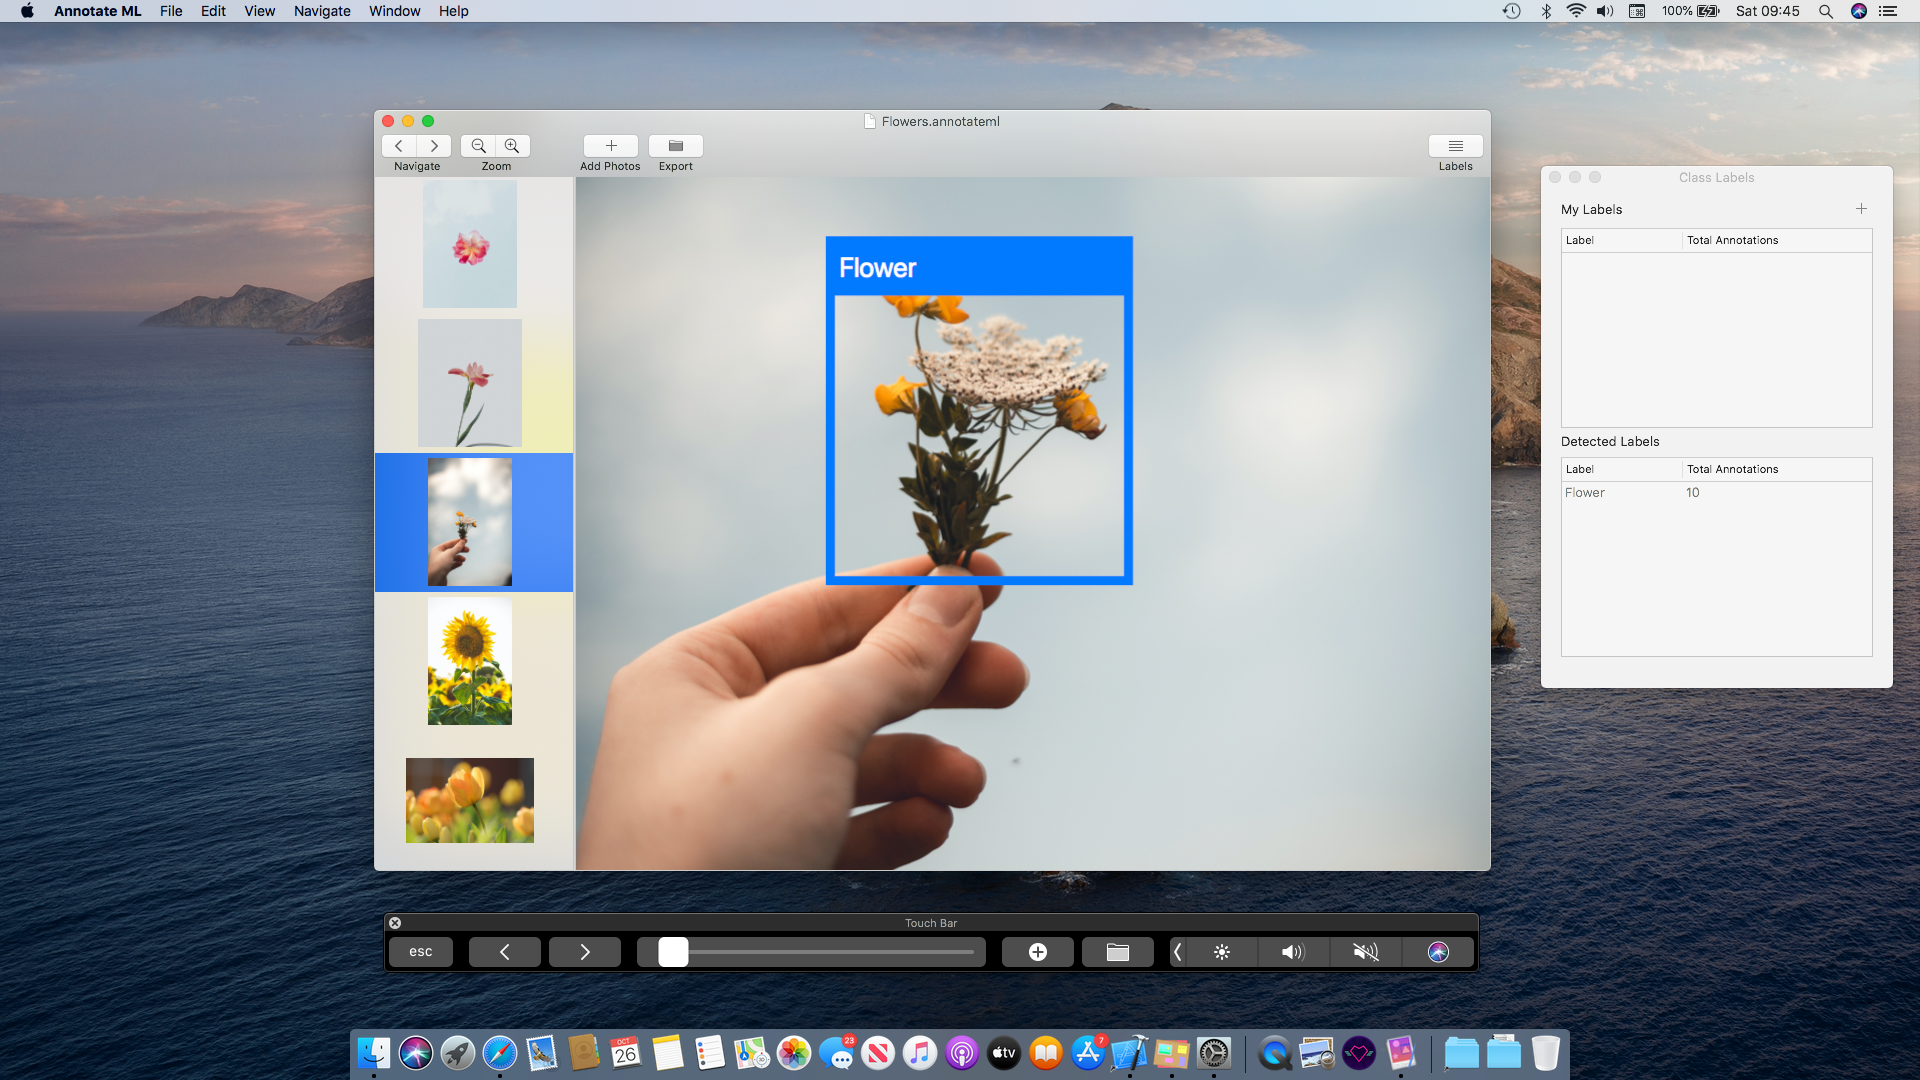 Annotate ML File Edit View Navigate Window Help 100% Sat 09:45
Flowers.annotateml
Navigate Zoom Add Photos Export Labels
Flower
Class Labels
My Labels
Label Total Annotations
Detected Labels
Label Total Annotations
Flower 10
Touch Bar
esc
OCT
26
23
tv
7